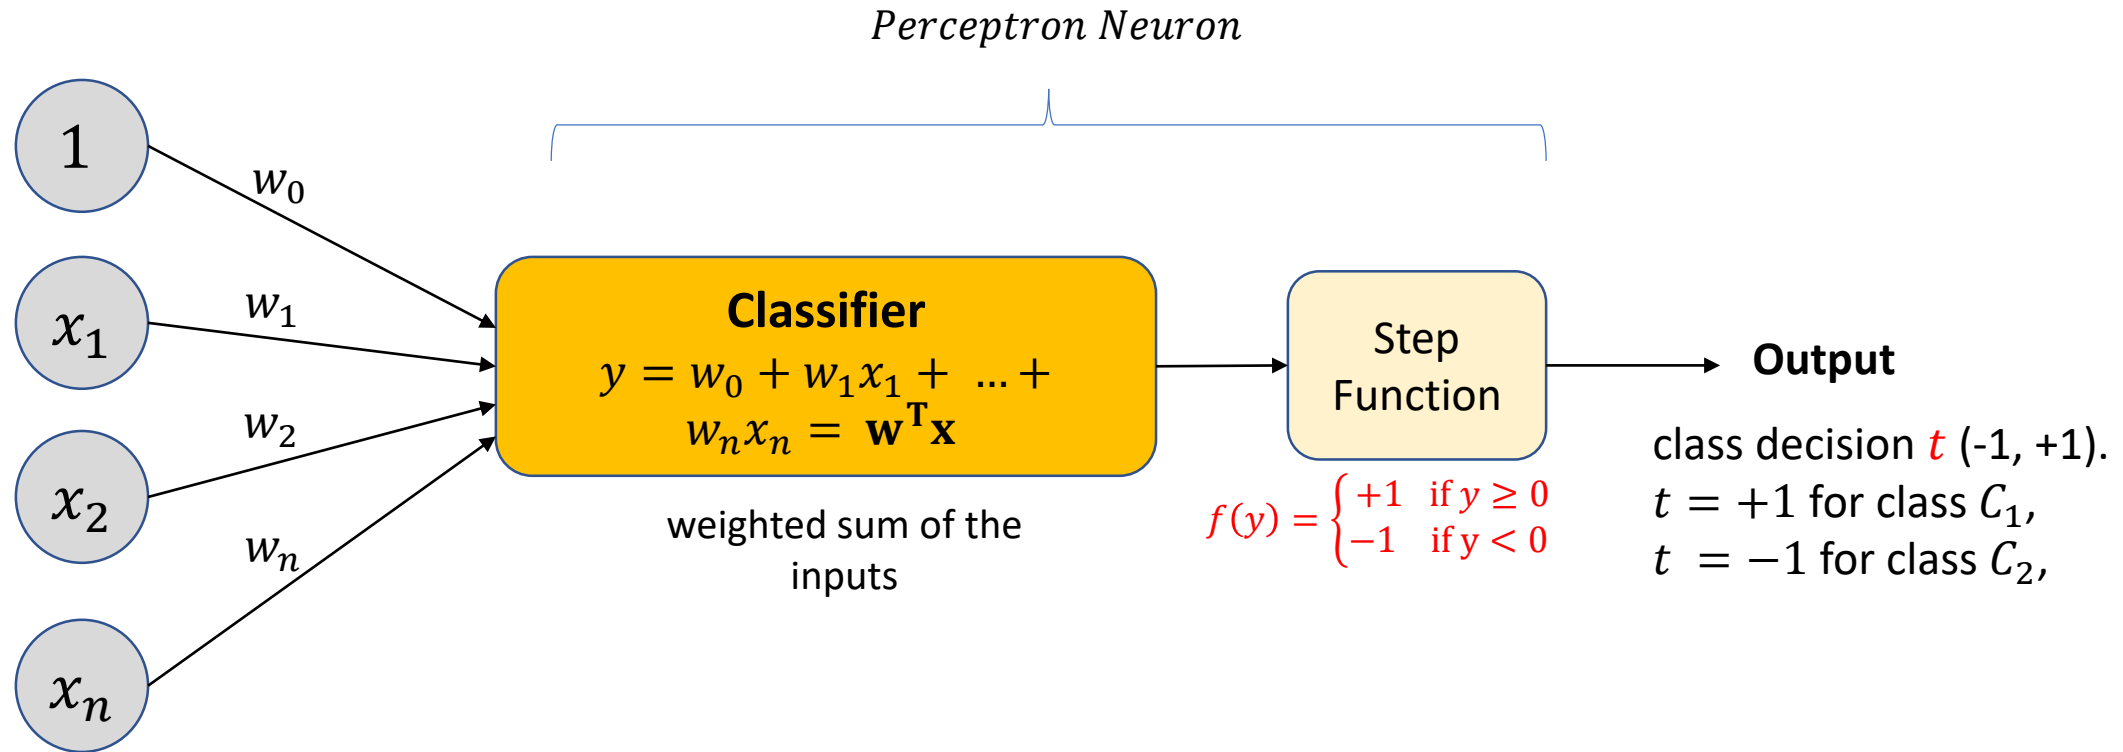 Perceptron Neuron
1
w₀
x₁
w₁
x₂
w₂
xₙ
wₙ
Classifier
y = w₀ + w₁x₁ + … +
wₙxₙ = 𝐰ᵀ𝐱
weighted sum of the
inputs
Step
Function
f(y) = { +1 if y ≥ 0
−1 if y < 0
Output
class decision t (-1, +1).
t = +1 for class C₁,
t = −1 for class C₂,